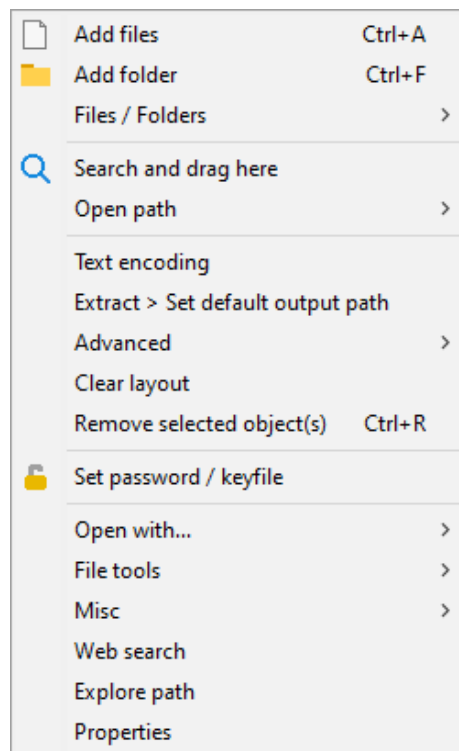 Add files Ctrl+A
Add folder Ctrl+F
Files / Folders
Search and drag here
Open path
Text encoding
Extract > Set default output path
Advanced
Clear layout
Remove selected object(s) Ctrl+R
Set password / keyfile
Open with...
File tools
Misc
Web search
Explore path
Properties